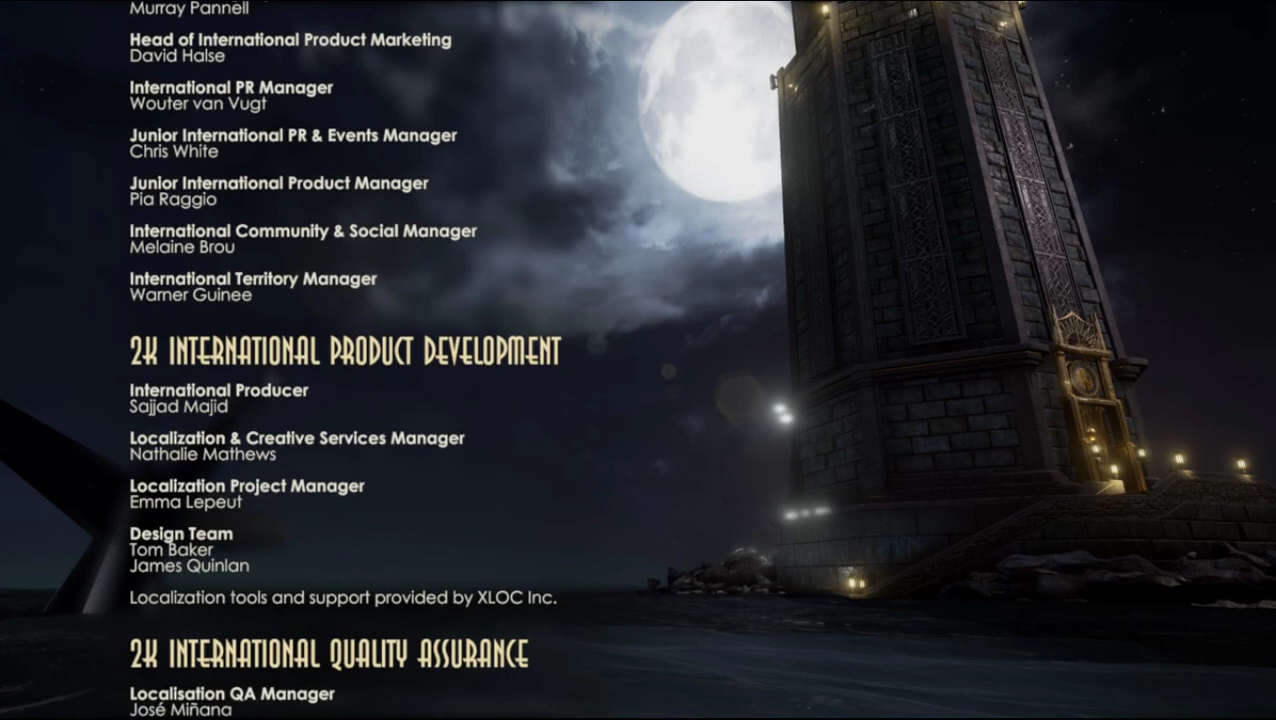 Murray Pannell
Head of International Product Marketing
David Halse
International PR Manager
Wouter van Vugt
Junior International PR & Events Manager
Chris White
Junior International Product Manager
Pia Raggio
International Community & Social Manager
Melaine Brou
International Territory Manager
Warner Guinee
2K INTERNATIONAL PRODUCT DEVELOPMENT
International Producer
Sajjad Majid
Localization & Creative Services Manager
Nathalie Mathews
Localization Project Manager
Emma Lepeut
Design Team
Tom Baker
James Quinlan
Localization tools and support provided by XLOC Inc.
2K INTERNATIONAL QUALITY ASSURANCE
Localisation QA Manager
José Miñana